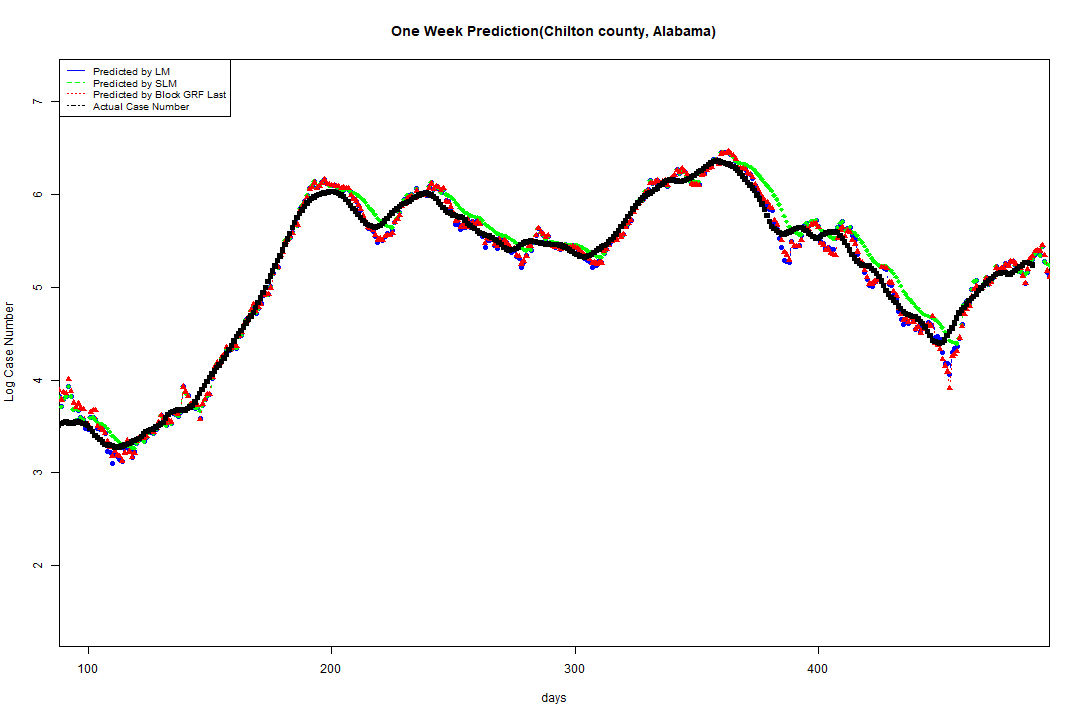 One Week Prediction(Chilton county, Alabama)
Predicted by LM
Predicted by SLM
Predicted by Block GRF Last
Actual Case Number
7
6
5
4
3
2
Log Case Number
100 200 300 400
days